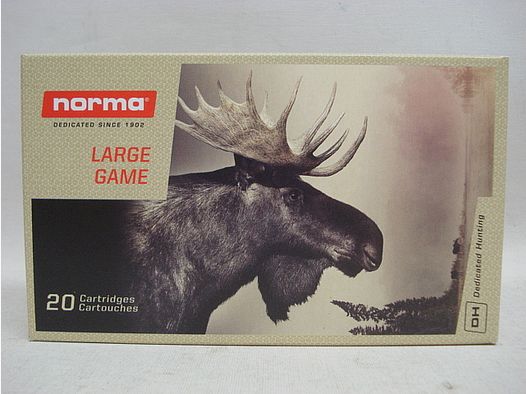 norma®
DEDICATED SINCE 1902
LARGE
GAME
20 Cartridges
Cartouches
DH Dedicated Hunting